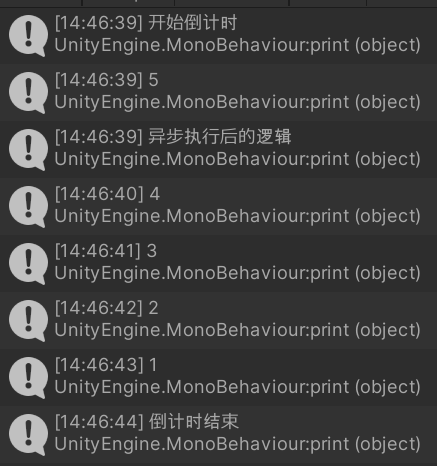 [14:46:39] 开始倒计时
UnityEngine.MonoBehaviour:print (object)
[14:46:39] 5
UnityEngine.MonoBehaviour:print (object)
[14:46:39] 异步执行后的逻辑
UnityEngine.MonoBehaviour:print (object)
[14:46:40] 4
UnityEngine.MonoBehaviour:print (object)
[14:46:41] 3
UnityEngine.MonoBehaviour:print (object)
[14:46:42] 2
UnityEngine.MonoBehaviour:print (object)
[14:46:43] 1
UnityEngine.MonoBehaviour:print (object)
[14:46:44] 倒计时结束
UnityEngine.MonoBehaviour:print (object)